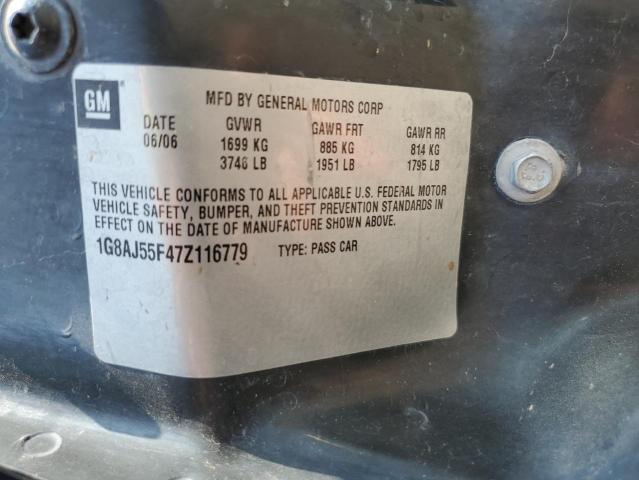 GM
MFD BY GENERAL MOTORS CORP
DATE GVWR GAWR FRT GAWR RR
06/06 1699 KG 885 KG 814 KG
3746 LB 1951 LB 1795 LB
THIS VEHICLE CONFORMS TO ALL APPLICABLE U.S. FEDERAL MOTOR
VEHICLE SAFETY, BUMPER, AND THEFT PREVENTION STANDARDS IN
EFFECT ON THE DATE OF MANUFACTURE SHOWN ABOVE.
1G8AJ55F47Z116779 TYPE: PASS CAR